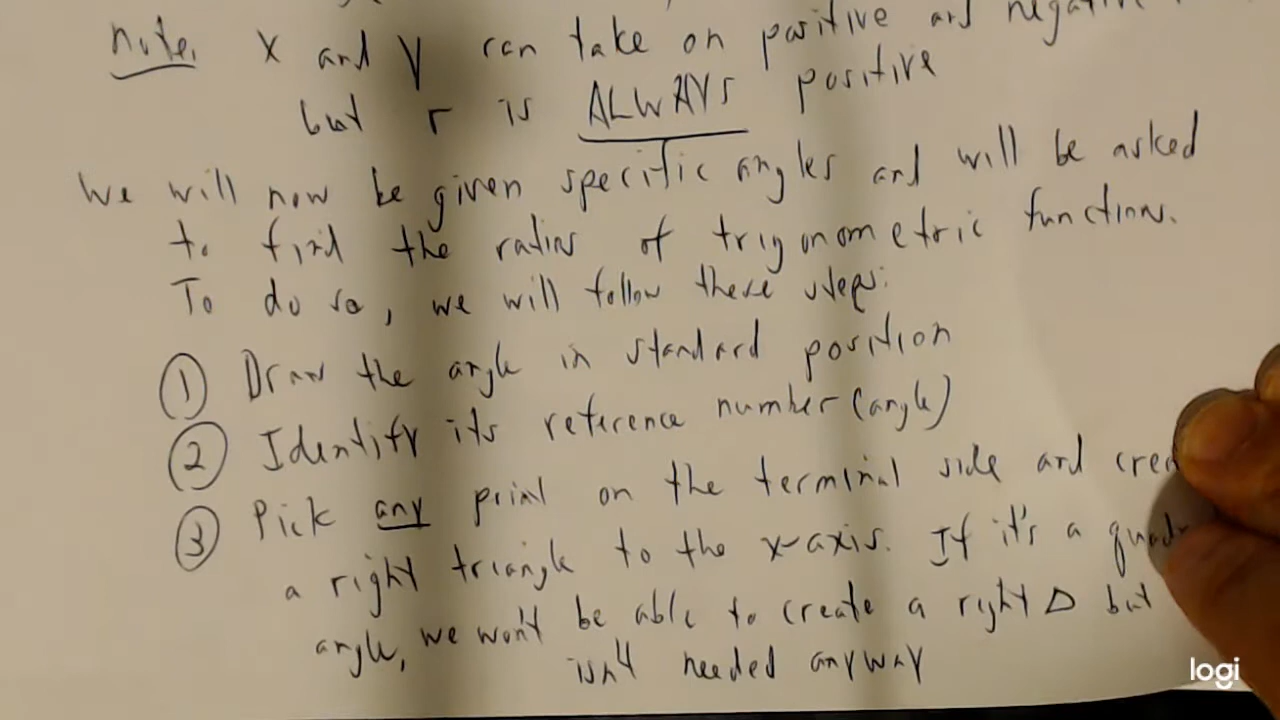 note. x and y can take on positive and negative
but r is ALWAYS positive
We will now be given specific angles and will be asked
to find the ratios of trigonometric functions.
To do so, we will follow these steps:
① Draw the angle in standard position
② Identify its reference number (angle)
③ Pick any point on the terminal side and crea
a right triangle to the x-axis. If it's a quad
angle, we won't be able to create a right △ but
isn't needed anyway
logi